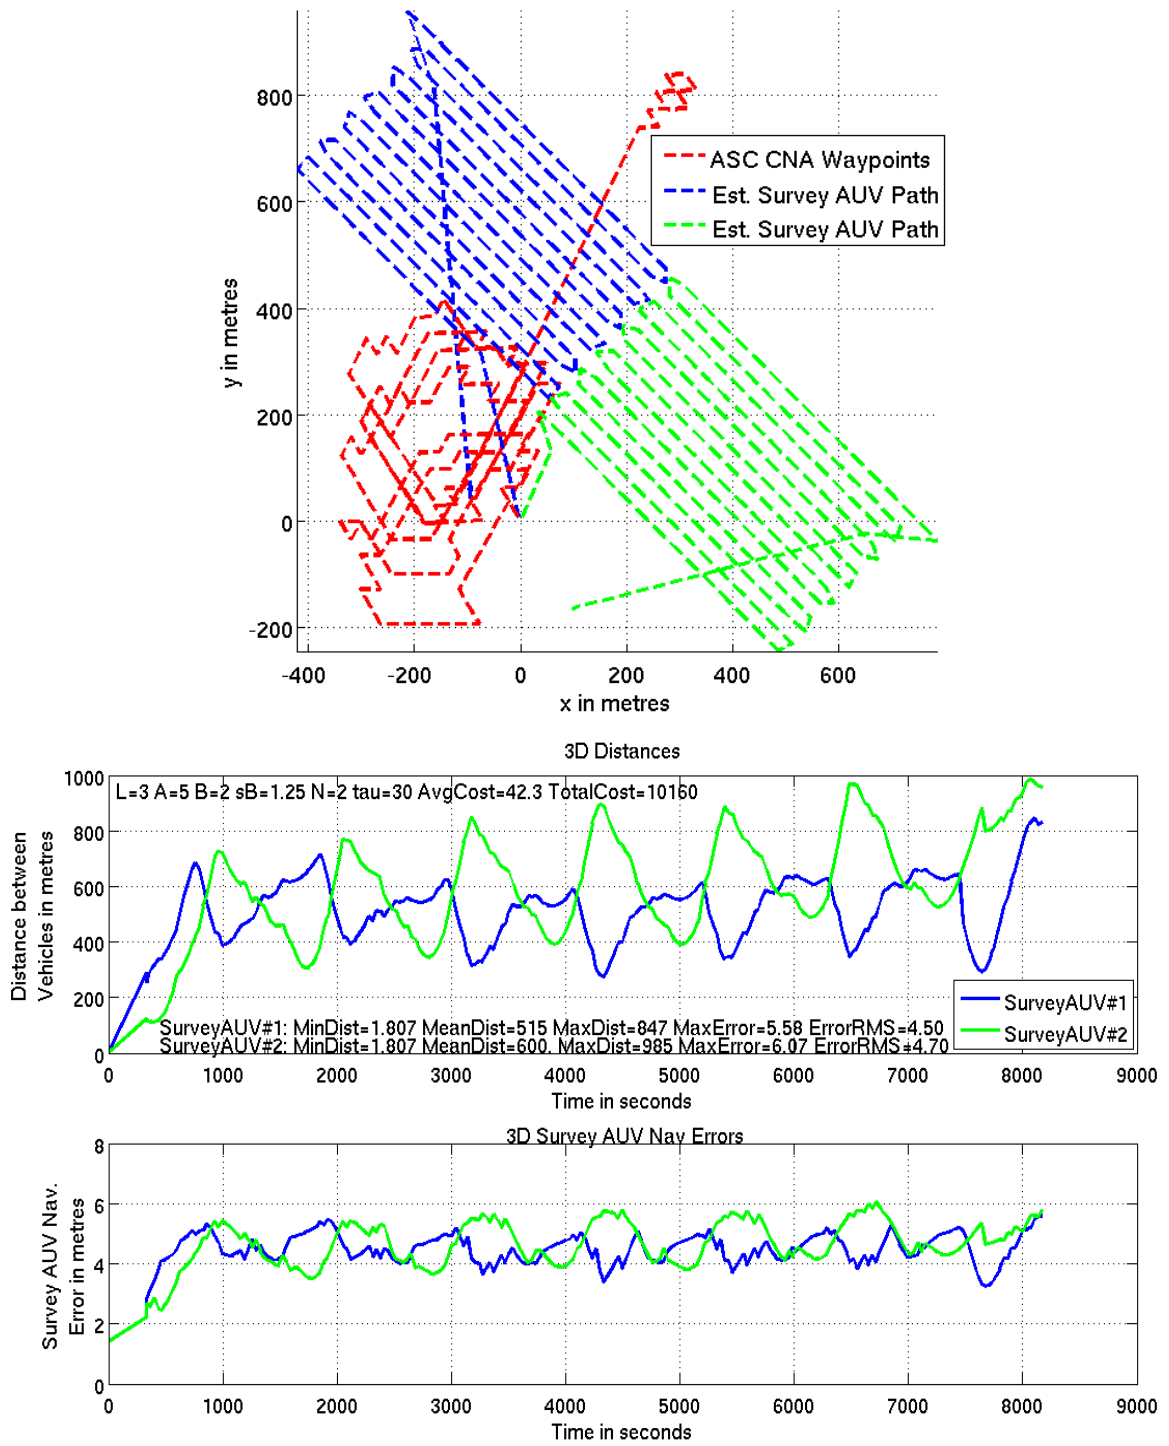 800
600
400
200
0
-200
y in metres
ASC CNA Waypoints
Est. Survey AUV Path
Est. Survey AUV Path
-400 -200 0 200 400 600
x in metres
3D Distances
1000
800
600
400
200
0
Distance between
Vehicles in metres
L=3 A=5 B=2 sB=1.25 N=2 tau=30 AvgCost=42.3 TotalCost=10160
SurveyAUV#1: MinDist=1.807 MeanDist=515 MaxDist=847 MaxError=5.58 ErrorRMS=4.50
SurveyAUV#2: MinDist=1.807 MeanDist=600. MaxDist=985 MaxError=6.07 ErrorRMS=4.70
SurveyAUV#1
SurveyAUV#2
0 1000 2000 3000 4000 5000 6000 7000 8000 9000
Time in seconds
3D Survey AUV Nav Errors
8
6
4
2
0
Survey AUV Nav.
Error in metres
0 1000 2000 3000 4000 5000 6000 7000 8000 9000
Time in seconds